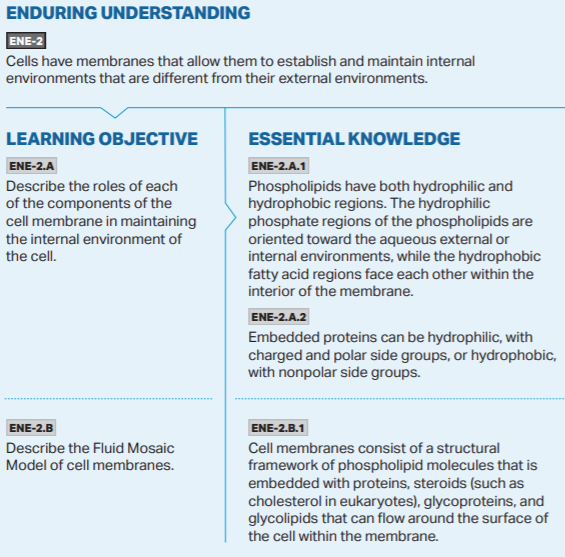 ENDURING UNDERSTANDING
ENE-2
Cells have membranes that allow them to establish and maintain internal
environments that are different from their external environments.
LEARNING OBJECTIVE
ENE-2.A
Describe the roles of each
of the components of the
cell membrane in maintaining
the internal environment of
the cell.
ESSENTIAL KNOWLEDGE
ENE-2.A.1
Phospholipids have both hydrophilic and
hydrophobic regions. The hydrophilic
phosphate regions of the phospholipids are
oriented toward the aqueous external or
internal environments, while the hydrophobic
fatty acid regions face each other within the
interior of the membrane.
ENE-2.A.2
Embedded proteins can be hydrophilic, with
charged and polar side groups, or hydrophobic,
with nonpolar side groups.
ENE-2.B
Describe the Fluid Mosaic
Model of cell membranes.
ENE-2.B.1
Cell membranes consist of a structural
framework of phospholipid molecules that is
embedded with proteins, steroids (such as
cholesterol in eukaryotes), glycoproteins, and
glycolipids that can flow around the surface of
the cell within the membrane.